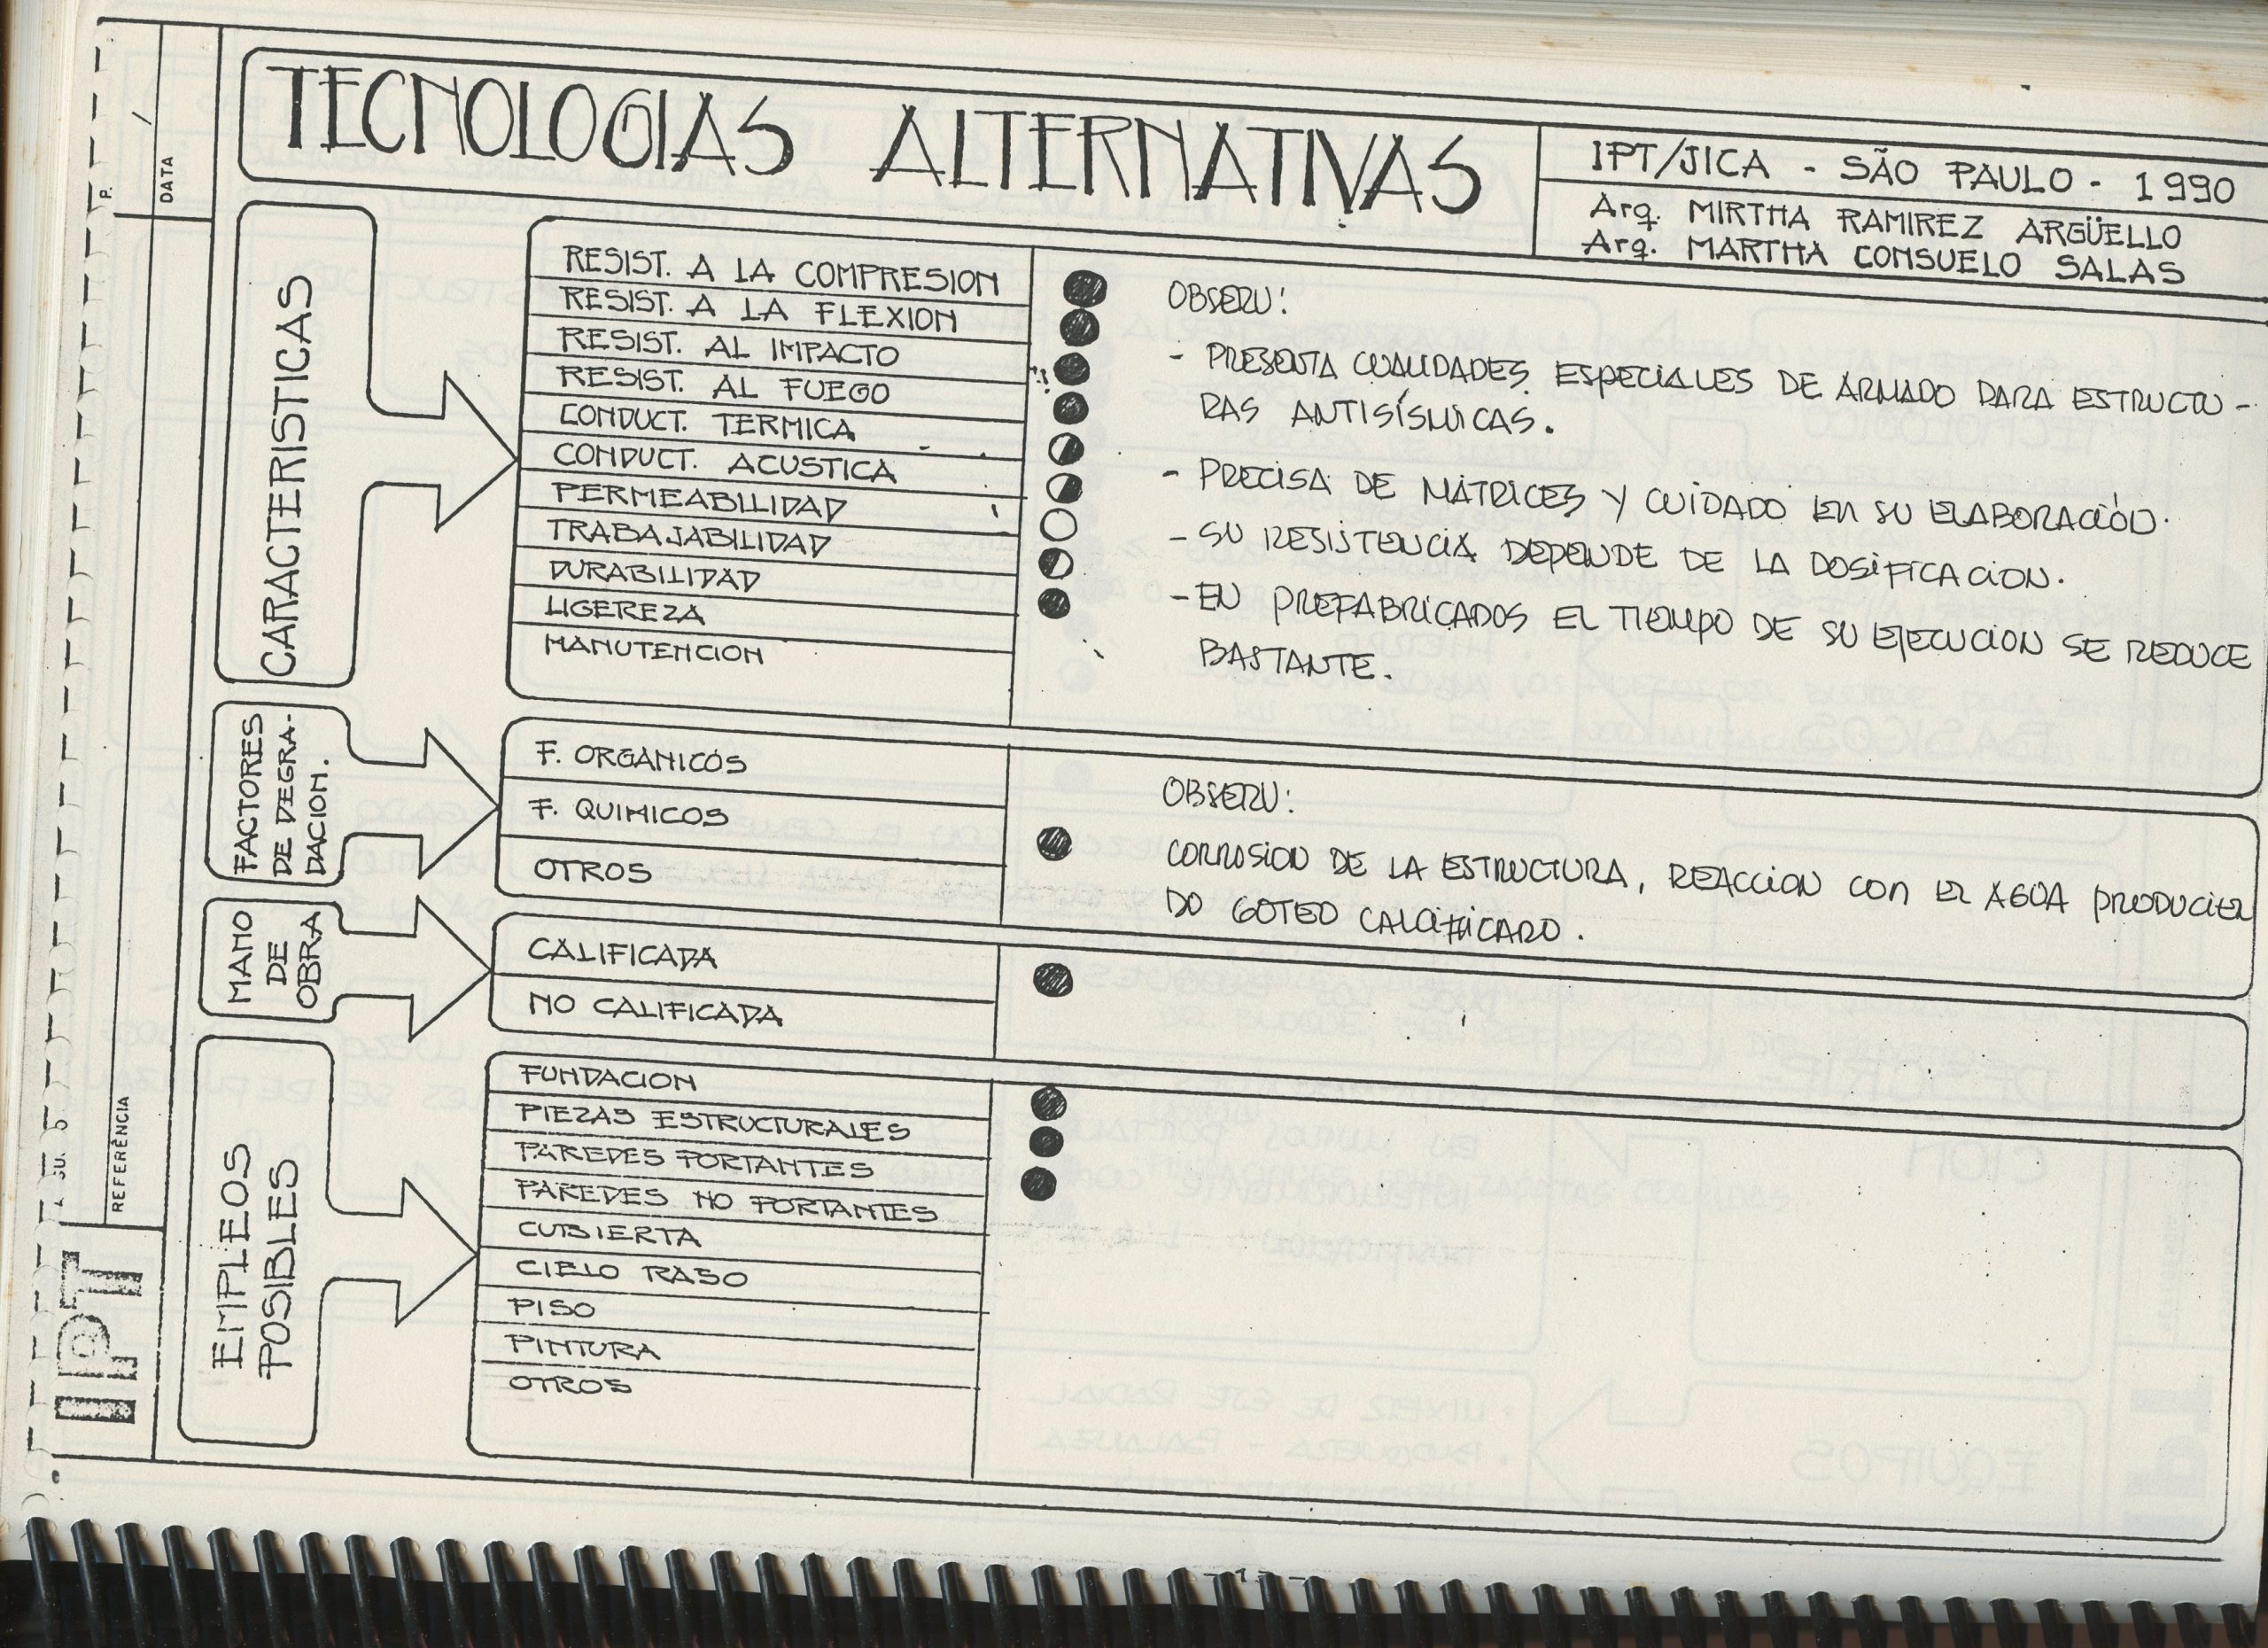 TECNOLOGIAS ALTERNATIVAS
IPT/JICA - SÃO PAULO - 1990
Arq. MIRTHA RAMIREZ ARGÜELLO
Arq. MARTHA CONSUELO SALAS
P.
DATA
CARACTERISTICAS
RESIST. A LA COMPRESION
RESIST. A LA FLEXION
RESIST. AL IMPACTO
RESIST. AL FUEGO
CONDUCT. TERMICA
CONDUCT. ACUSTICA
PERMEABILIDAD
TRABAJABILIDAD
DURABILIDAD
LIGEREZA
MANUTENCION
OBSERV:
- PRESENTA CUALIDADES ESPECIALES DE ARMADO PARA ESTRUCTU-
RAS ANTISÍSMICAS.
- PRECISA DE MATRICES Y CUIDADO EN SU ELABORACIÓN.
- SU RESISTENCIA DEPENDE DE LA DOSIFICACION.
- EN PREFABRICADOS EL TIEMPO DE SU EJECUCION SE REDUCE
BASTANTE.
FACTORES
DE DEGRA-
DACION.
F. ORGANICOS
F. QUIMICOS
OTROS
OBSERV:
CORROSION DE LA ESTRUCTURA, REACCION CON EL AGUA PRODUCIEN
DO GOTEO
MANO
DE
OBRA
CALIFICADA
NO CALIFICADA
EMPLEOS
POSIBLES
FUNDACION
PIEZAS ESTRUCTURALES
PAREDES PORTANTES
PAREDES NO PORTANTES
CUBIERTA
CIELO RASO
PISO
PINTURA
OTROS
REFERÊNCIA
IPT